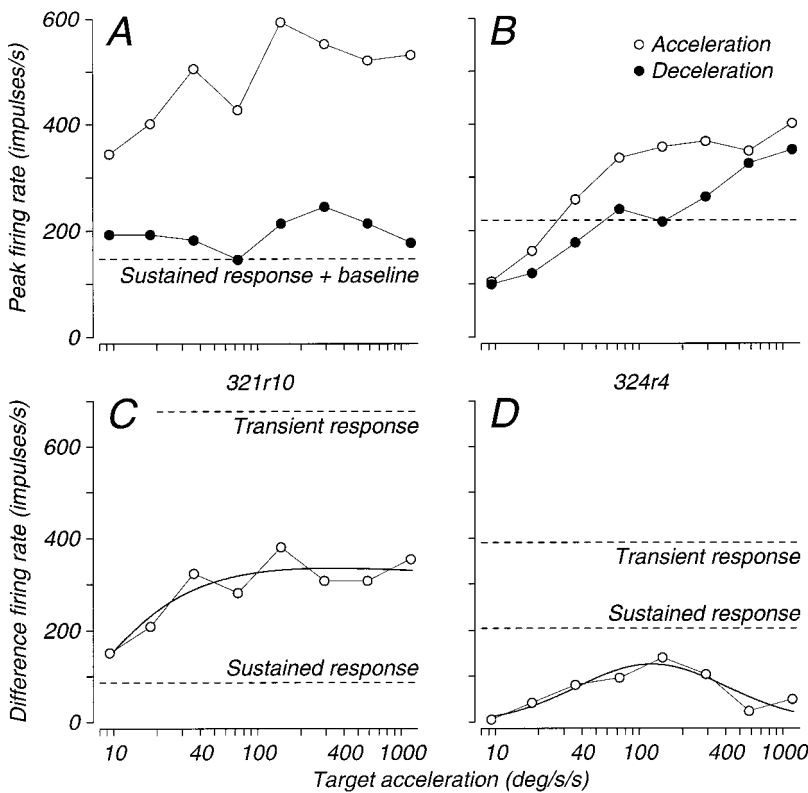 A
B
Acceleration
Deceleration
Peak firing rate (impulses/s)
600
400
200
0
Sustained response + baseline
321r10
324r4
C
D
Difference firing rate (impulses/s)
600
400
200
0
Transient response
Sustained response
Transient response
Sustained response
10 40 100 400 1000
10 40 100 400 1000
Target acceleration (deg/s/s)